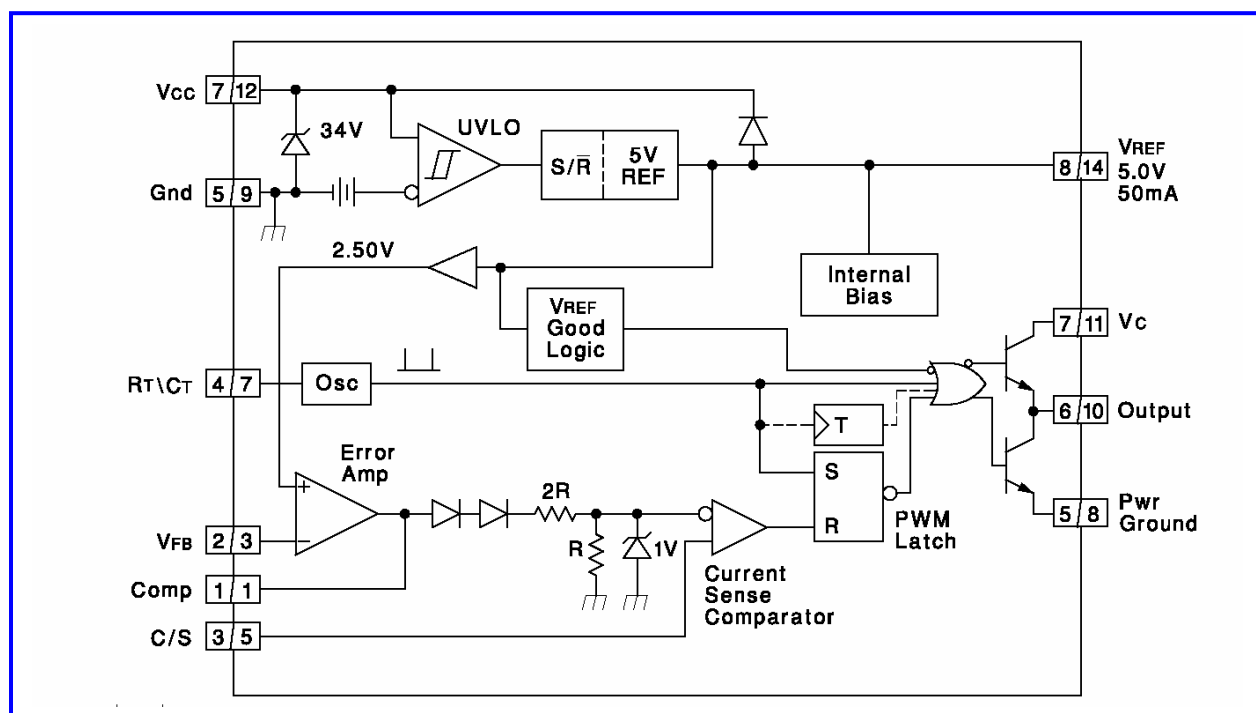 Vcc 7 12
34V
UVLO
S/R̅
5V
REF
8 14
VREF
5.0V
50mA
Gnd 5 9
2.50V
VREF
Good
Logic
Internal
Bias
7 11 Vc
RT\CT 4 7
Osc
T
6 10 Output
Error
Amp
+
−
2R
R
1V
S
R
PWM
Latch
5 8
Pwr
Ground
VFB 2 3
Comp 1 1
Current
Sense
Comparator
C/S 3 5